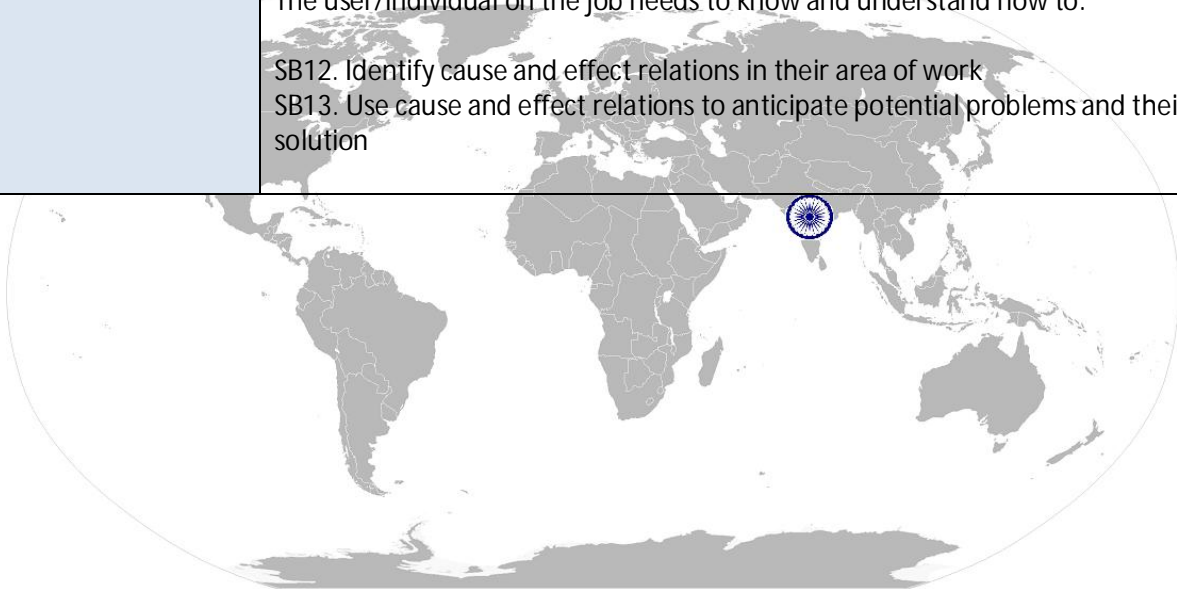 The user/individual on the job needs to know and understand how to:
SB12. Identify cause and effect relations in their area of work
SB13. Use cause and effect relations to anticipate potential problems and thei
solution